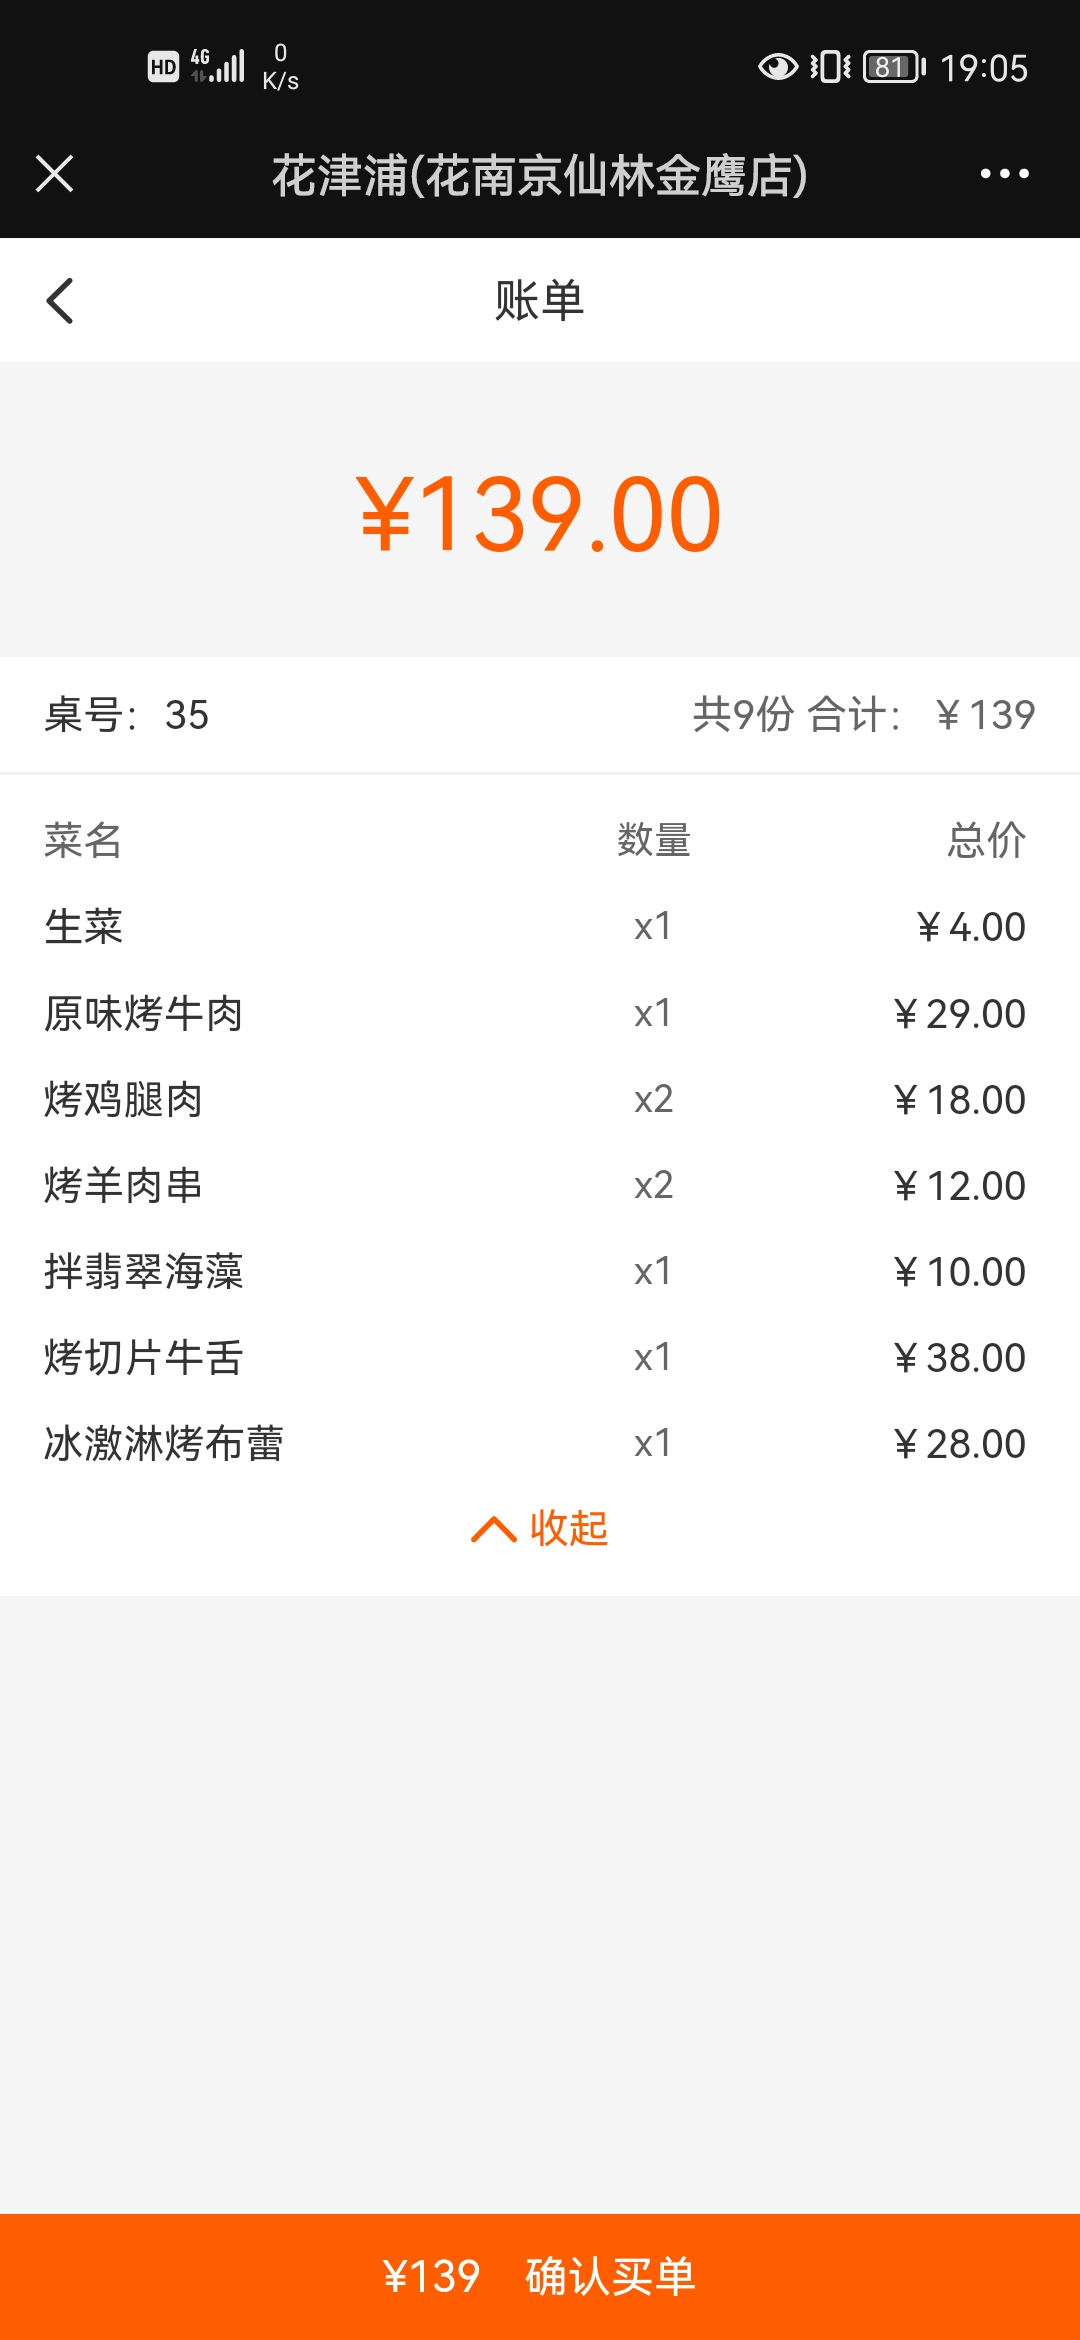 HD 4G 0 K/s 81 19:05
花津浦(花南京仙林金鹰店)
账单
¥139.00
桌号：35 共9份 合计：￥139
菜名 数量 总价
生菜 x1 ￥4.00
原味烤牛肉 x1 ￥29.00
烤鸡腿肉 x2 ￥18.00
烤羊肉串 x2 ￥12.00
拌翡翠海藻 x1 ￥10.00
烤切片牛舌 x1 ￥38.00
冰激淋烤布蕾 x1 ￥28.00
收起
¥139 确认买单